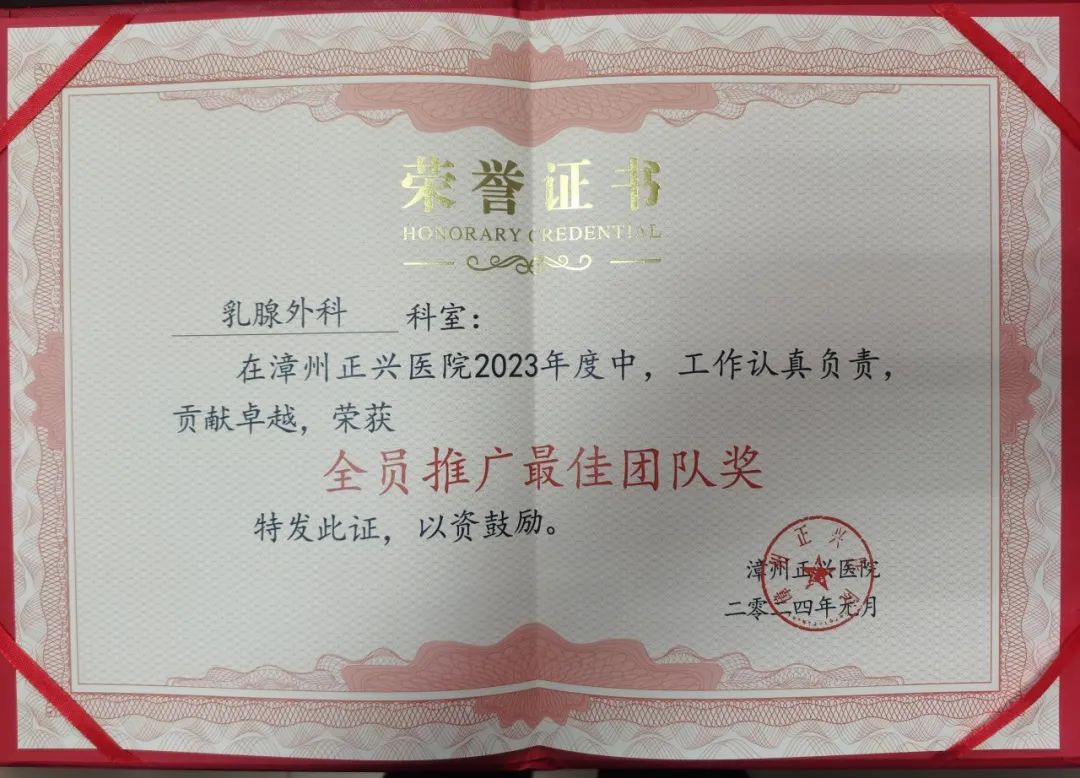 荣誉证书
HONORARY CREDENTIAL
乳腺外科 科室：
在漳州正兴医院2023年度中，工作认真负责，
贡献卓越，荣获
全员推广最佳团队奖
特发此证，以资鼓励。
漳州正兴医院
二零二四年元月